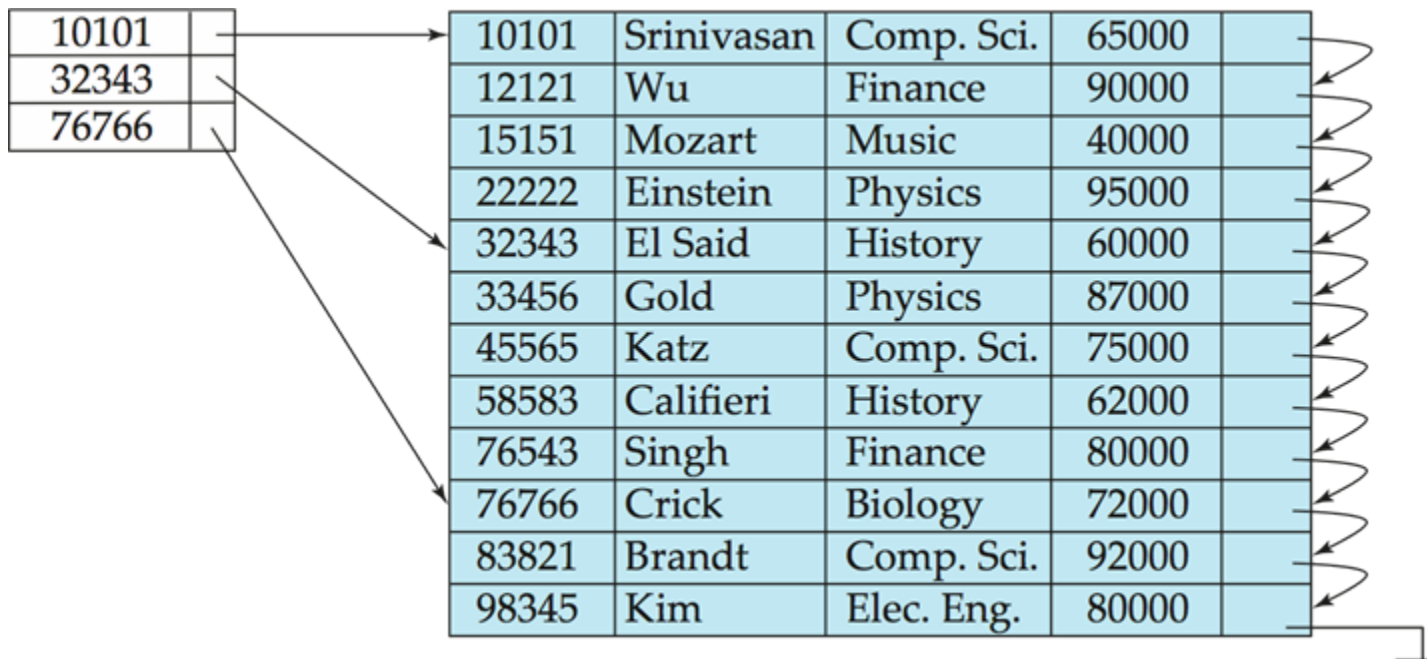 10101
32343
76766
10101 Srinivasan Comp. Sci. 65000
12121 Wu Finance 90000
15151 Mozart Music 40000
22222 Einstein Physics 95000
32343 El Said History 60000
33456 Gold Physics 87000
45565 Katz Comp. Sci. 75000
58583 Califieri History 62000
76543 Singh Finance 80000
76766 Crick Biology 72000
83821 Brandt Comp. Sci. 92000
98345 Kim Elec. Eng. 80000